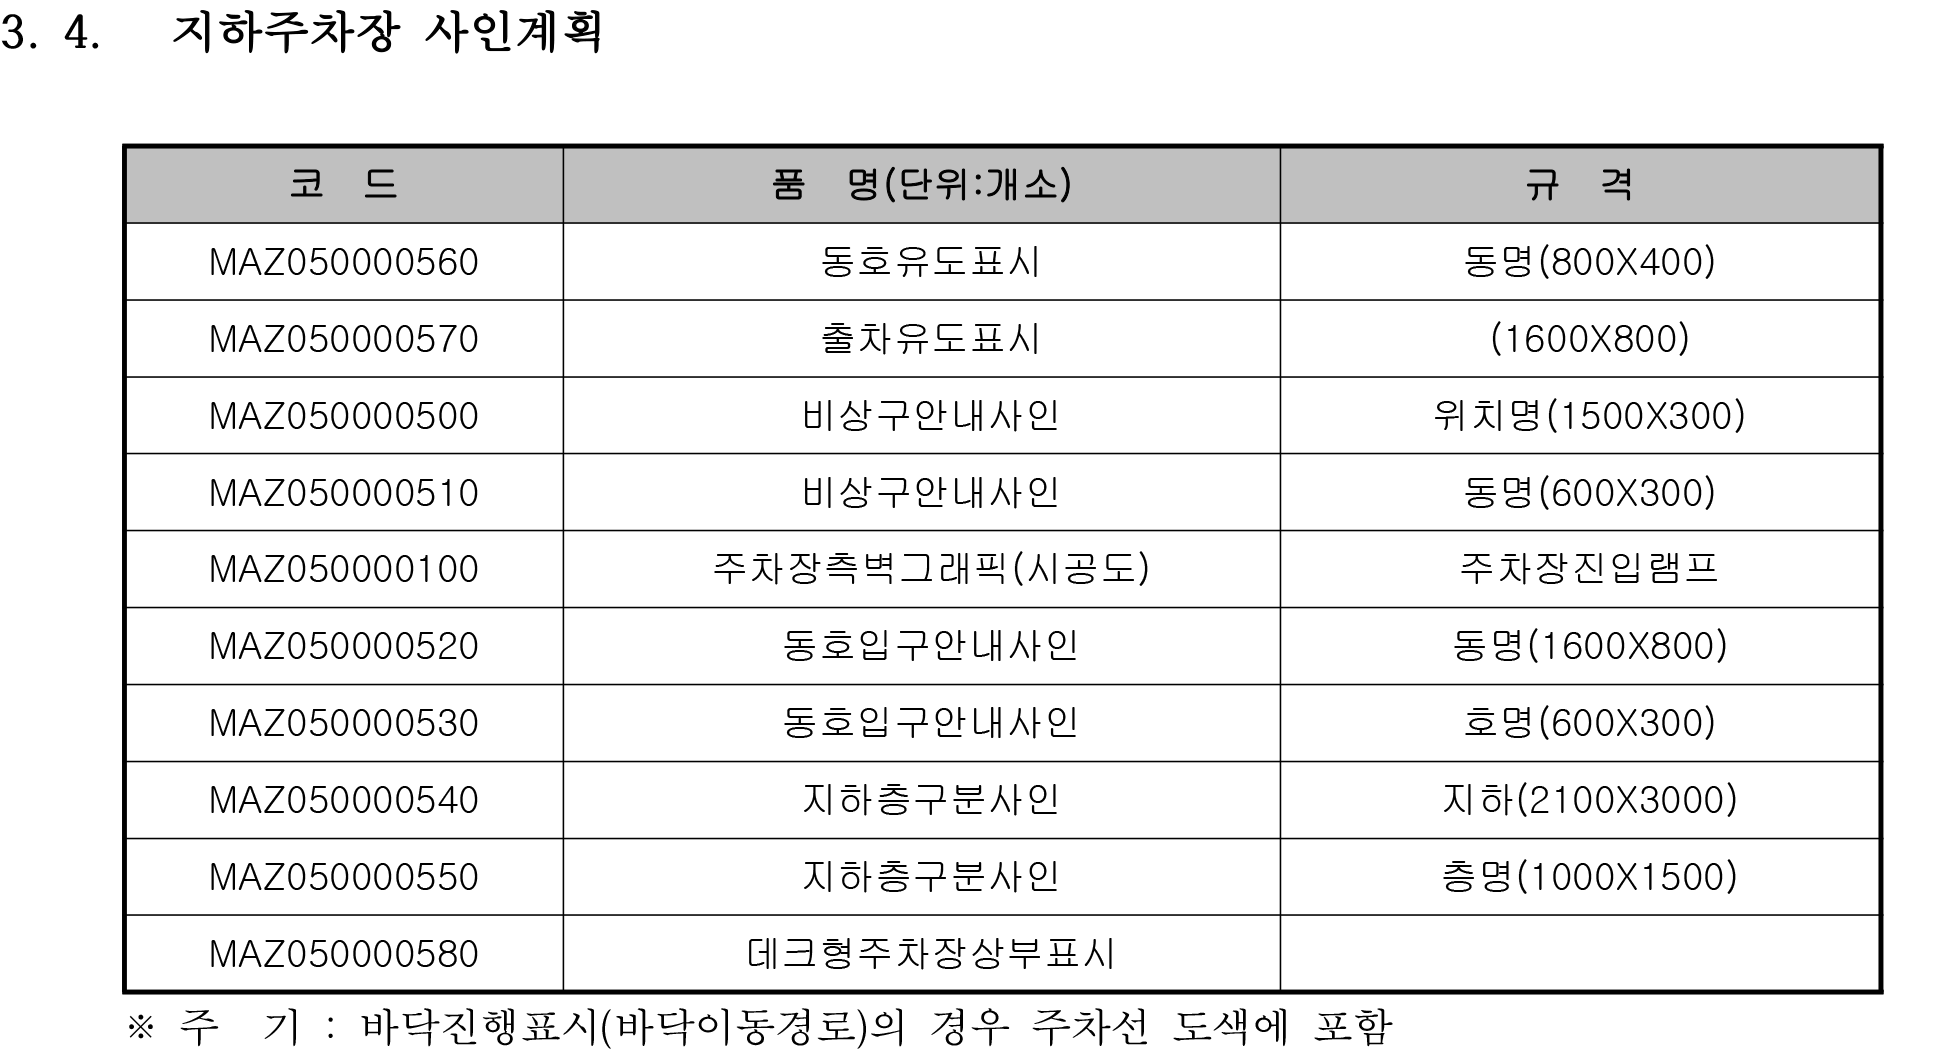 3. 4. 지하주차장 사인계획
코 드 품 명(단위:개소) 규 격
MAZ050000560 동호유도표시 동명(800X400)
MAZ050000570 출차유도표시 (1600X800)
MAZ050000500 비상구안내사인 위치명(1500X300)
MAZ050000510 비상구안내사인 동명(600X300)
MAZ050000100 주차장측벽그래픽(시공도) 주차장진입램프
MAZ050000520 동호입구안내사인 동명(1600X800)
MAZ050000530 동호입구안내사인 호명(600X300)
MAZ050000540 지하층구분사인 지하(2100X3000)
MAZ050000550 지하층구분사인 층명(1000X1500)
MAZ050000580 데크형주차장상부표시
※ 주 기 : 바닥진행표시(바닥이동경로)의 경우 주차선 도색에 포함